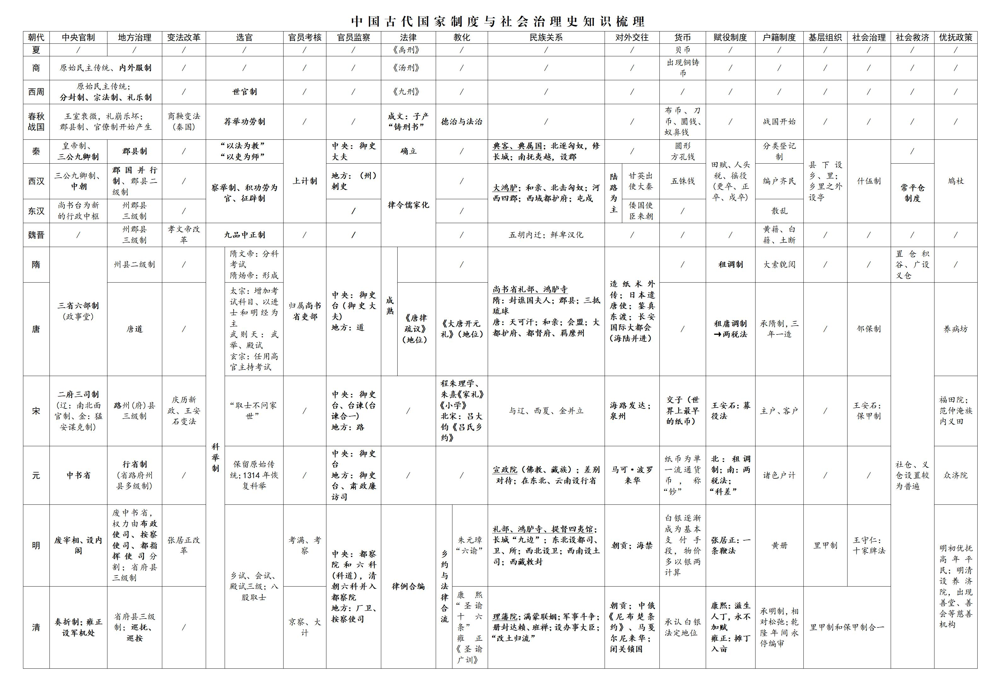 中国古代国家制度与社会治理史知识梳理
朝代 中央官制 地方治理 变法改革 选官 官员考核 官员监察 法律 教化 民族关系 对外交往 货币 赋役制度 户籍制度 基层组织 社会治理 社会救济 优抚政策
夏 / / / / / / 《禹刑》 / / / 贝币 / / / / / /
商
原始民主传统、内外服制
/
/
/
/
《汤刑》
/
/
/
出现铜铸
币
/
/
/
/
/
/
西周
原始民主传统；
分封制、宗法制、礼乐制
/
世官制
/
/
《九刑》
/
/
/
/
/
/
/
/
/
/
春秋
战国
王室衰微，礼崩乐坏；
郡县制、官僚制开始产生
商鞅变法
(秦国)
荐举功劳制
/
/
成文：子产
“铸刑书”
德治与法治
/
/
布币、刀
币、圜钱、
蚁鼻钱
/
战国开始
/
/
/
/
秦
皇帝制、
三公九卿制
郡县制
/
“以法为教”
“以吏为师”
上计制
中央：御史
大夫
确立
/
典客、典属国；北逐匈奴，修
长城；南抚夷越，设郡
/
圆形
方孔钱
田赋、人头
税、徭役
(更卒、正
卒、戍卒)
分类登记
制
县下设
乡、里；
乡里之外
设亭
什伍制
/
鸠杖
西汉
三公九卿制、
中朝
郡国并行
制、郡县二
级制
/
察举制、积功劳为
官、征辟制
地方：（州）
刺史
律令儒家化
/
大鸿胪；和亲、北击匈奴；河
西四郡；西域都护府；屯戍
陆
路
为
主
甘英出
使大秦
五铢钱
编户齐民
常平仓
制度
东汉
尚书台为新
的行政中枢
州郡县
三级制
/
/
/
倭国使
臣来朝
/
散乱
魏晋
/
州郡县
三级制
孝文帝改
革
九品中正制
/
/
/
五胡内迁；鲜卑汉化
/
/
/
黄籍、白
籍、土断
/
/
/
/
隋
三省六部制
(政事堂)
州县二级制
/
科
举
制
隋文帝：分科
考试
隋炀帝：形成
归属尚书
省吏部
中央：御史
台(御史大
夫)
地方：道
成
熟
/
尚书省礼部、鸿胪寺
隋：封谯国夫人；郡县；三抵
琉球
唐：天可汗；和亲；会盟；大
都护府、都督府、羁縻州
造纸术外
传；日本遣
唐使；鉴真
东渡；长安
国际大都会
(海陆并进)
/
租调制
大索貌阅
/
/
置仓积
谷、广设
义仓
/
唐
唐道
/
太宗：增加考
试科目、以进
士和明经为
主
武则天：武
举、殿试
玄宗：任用高
官主持考试
《唐律
疏议》
(地位)
《大唐开元
礼》(地位)
/
租庸调制
→两税法
承隋制，三
年一造
/
邻保制
社仓、义
仓设置较
为普遍
养病坊
宋
二府三司制
(辽：南北面
官制、金：猛
安谋克制)
路州(府)县
三级制
庆历新
政、王安
石变法
“取士不问家
世”
/
中央：御史
台、台谏(台
谏合一)
地方：路
/
程朱理学、
朱熹《家礼》
《小学》
北宋：吕大
钧《吕氏乡
约》
与辽、西夏、金并立
海路发达；
泉州
交子（世
界上最早
的纸币）
王安石：募
役法
主户、客户
/
王安石：
保甲制
福田院；
范仲淹族
内义田
元
中书省
行省制
(省路府州
县多级制)
/
保留原始传
统；1314年恢
复科举
/
中央：御史
台
地方：御史
台、肃政廉
访司
/
/
宣政院（佛教、藏族）；差别
对待；在东北、云南设行省
马可·波罗
来华
纸币为单
一流通货
币，称
“钞”
北：租调
制；南：两
税法；
“科差”
诸色户计
/
/
众济院
明
废宰相、设内
阁
废中书省，
权力由布政
使司、按察
使司、都指
挥使司分
割；省府县
三级制
张居正改
革
乡试、会试、
殿试三级；八
股取士
考满、考
察
中央：都察
院和六科
(科道)，清
朝六科并入
都察院
地方：厂卫、
按察使司
律例合编
乡
约
与
法
律
合
流
朱元璋
“六谕”
礼部、鸿胪寺、提督四夷馆；
长城“九边”；东北设都司、
卫、所；西北设卫；西南设土
司；西藏敕封
朝贡；海禁
白银逐渐
成为基本
支付手
段，物价
多以银两
计算
张居正：一
条鞭法
黄册
里甲制
王守仁：
十家牌法
明初优抚
高年平
民；明清
设养济
院，出现
善堂、善
会等慈善
机构
清
奏折制；雍正
设军机处
省府县三级
制；巡抚、
巡按
/
京察、大
计
康熙
“圣谕
十六
条”
雍正
《圣谕
广训》
理藩院；满蒙联姻；军事斗争；
册封达赖、班禅；设办事大臣；
“改土归流”
朝贡；中俄
《尼布楚条
约》、马戛
尔尼来华；
闭关锁国
承认白银
法定地位
康熙：滋生
人丁，永不
加赋
雍正：摊丁
入亩
承明制，相
对松弛；乾
隆年间永
停编审
里甲制和保甲制合一